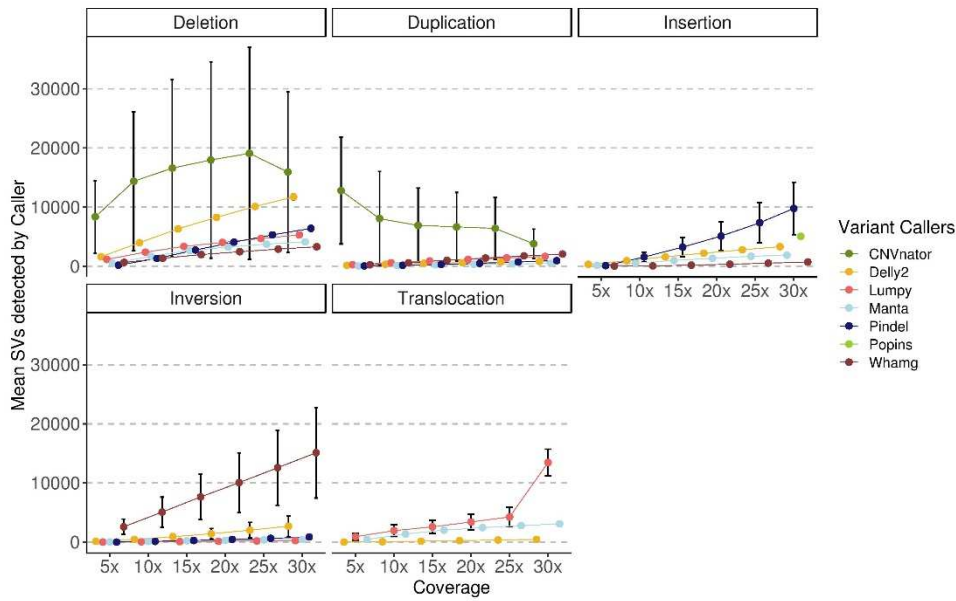 Deletion
Duplication
Insertion
30000
20000
10000
0
5x 10x 15x 20x 25x 30x
Inversion
Translocation
30000
20000
10000
0
5x 10x 15x 20x 25x 30x
5x 10x 15x 20x 25x 30x
Mean SVs detected by Caller
Coverage
Variant Callers
CNVnator
Delly2
Lumpy
Manta
Pindel
Popins
Whamg